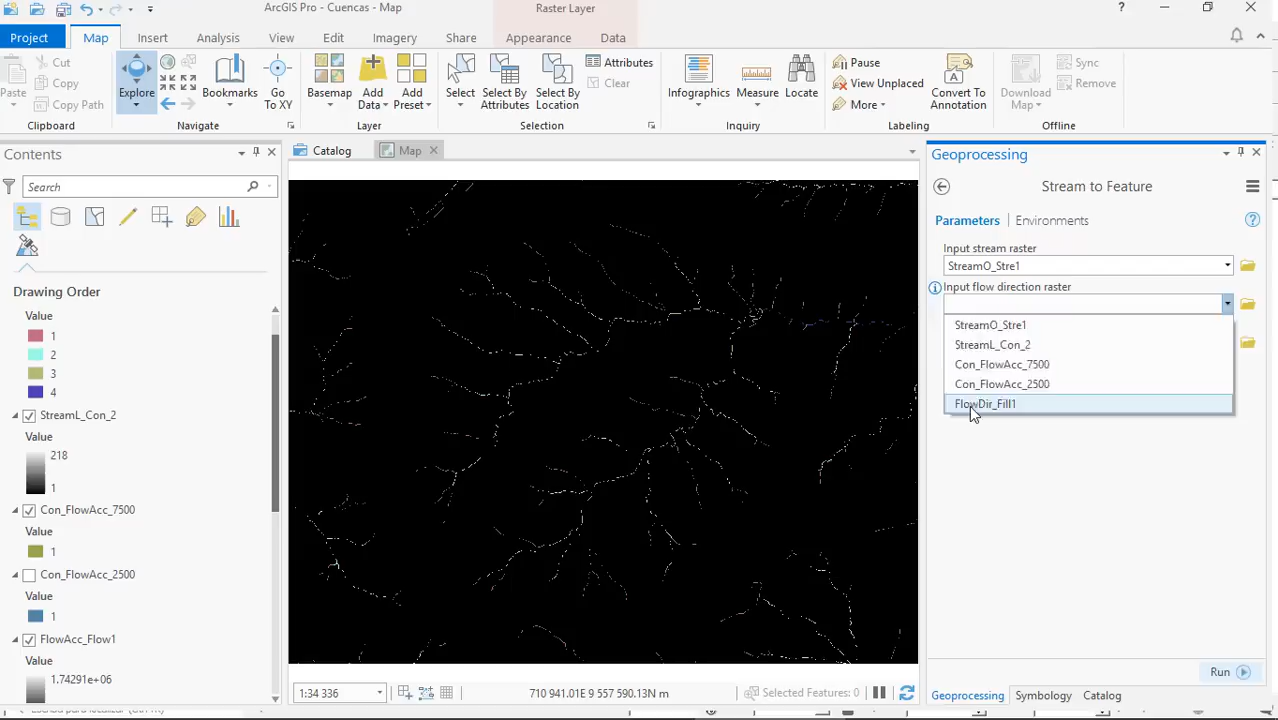 ArcGIS Pro - Cuencas - Map
Raster Layer
?
Project
Map
Insert
Analysis
View
Edit
Imagery
Share
Appearance
Data
Paste
Cut
Copy
Copy Path
Clipboard
Explore
Bookmarks
Go To XY
Navigate
Basemap
Add Data
Add Preset
Layer
Select
Select By Attributes
Select By Location
Attributes
Clear
Selection
Infographics
Measure
Locate
Inquiry
Pause
View Unplaced
More
Convert To Annotation
Labeling
Download Map
Sync
Remove
Offline
Contents
Search
Drawing Order
Value
1
2
3
4
StreamL_Con_2
Value
218
1
Con_FlowAcc_7500
Value
1
Con_FlowAcc_2500
Value
1
FlowAcc_Flow1
Value
1.74291e+06
Catalog
Map
1:34 336
710 941.01E 9 557 590.13N m
Selected Features: 0
Geoprocessing
Stream to Feature
Parameters
Environments
?
Input stream raster
StreamO_Stre1
Input flow direction raster
StreamO_Stre1
StreamL_Con_2
Con_FlowAcc_7500
Con_FlowAcc_2500
FlowDir_Fill1
Run
Geoprocessing
Symbology
Catalog